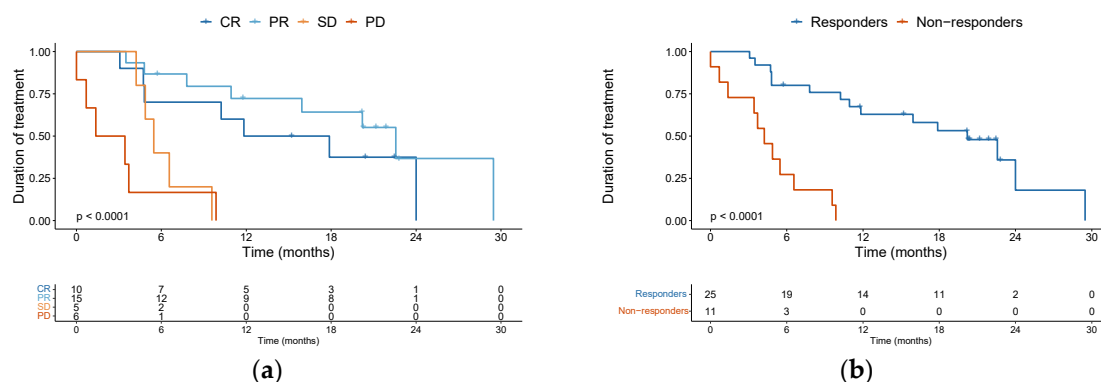 CR PR SD PD
Duration of treatment
1.00
0.75
0.50
0.25
0.00
p < 0.0001
0 6 12 18 24 30
Time (months)
CR 10 7 5 3 1 0
PR 15 12 9 8 1 0
SD 5 2 0 0 0 0
PD 6 1 0 0 0 0
0 6 12 18 24 30
Time (months)
(a)
Responders Non-responders
Duration of treatment
1.00
0.75
0.50
0.25
0.00
p < 0.0001
0 6 12 18 24 30
Time (months)
Responders 25 19 14 11 2 0
Non-responders 11 3 0 0 0 0
0 6 12 18 24 30
Time (months)
(b)